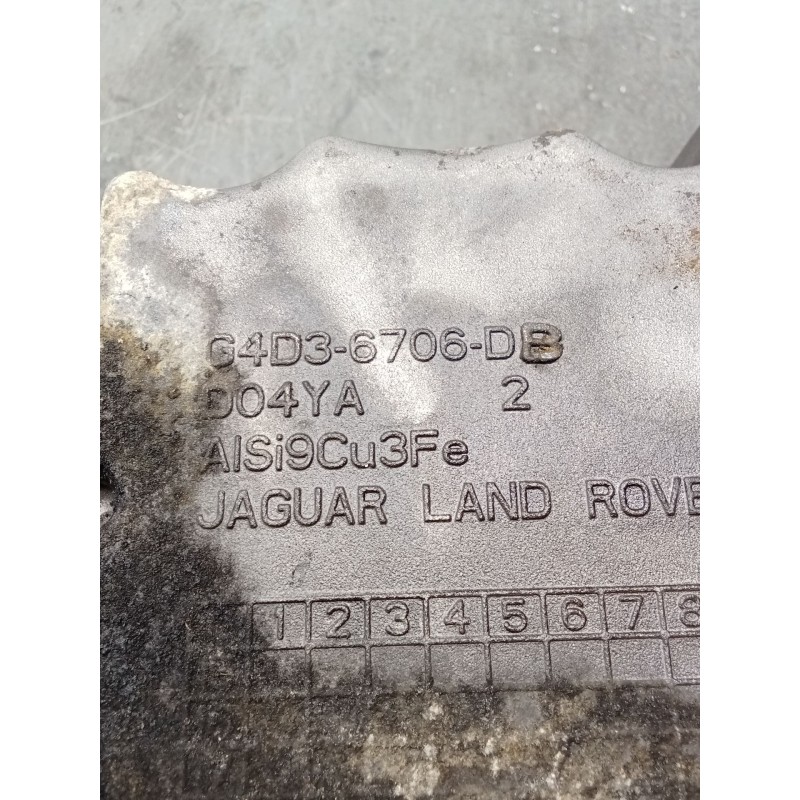 G4D3-6706-DB
D04YA 2
AlSi9Cu3Fe
JAGUAR LAND ROVE
1 2 3 4 5 6 7 8